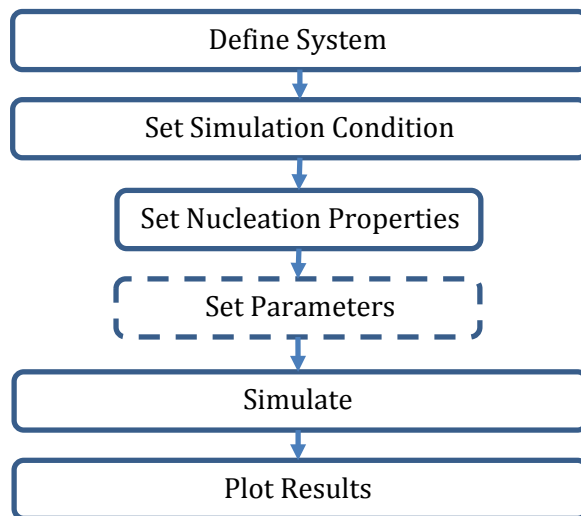 Define System
Set Simulation Condition
Set Nucleation Properties
Set Parameters
Simulate
Plot Results